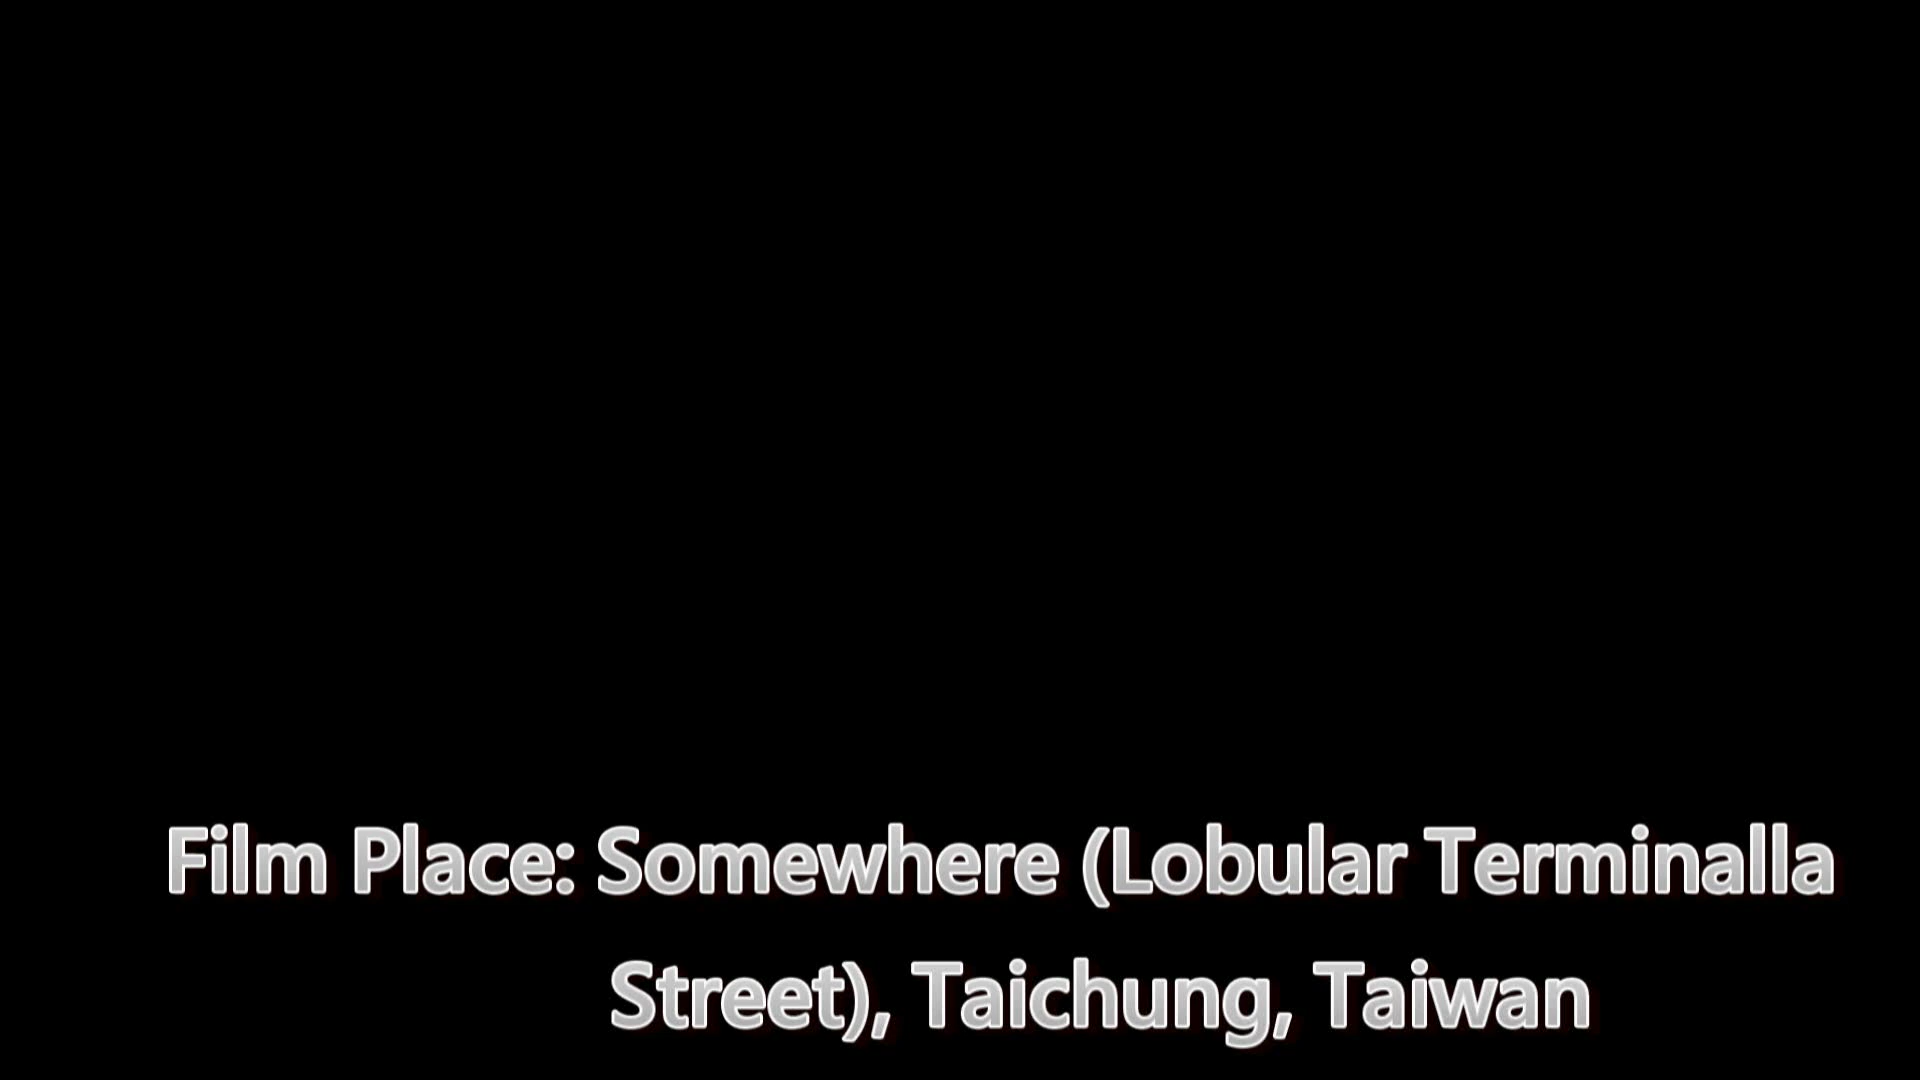 Film Place: Somewhere (Lobular Terminalla
Street), Taichung, Taiwan